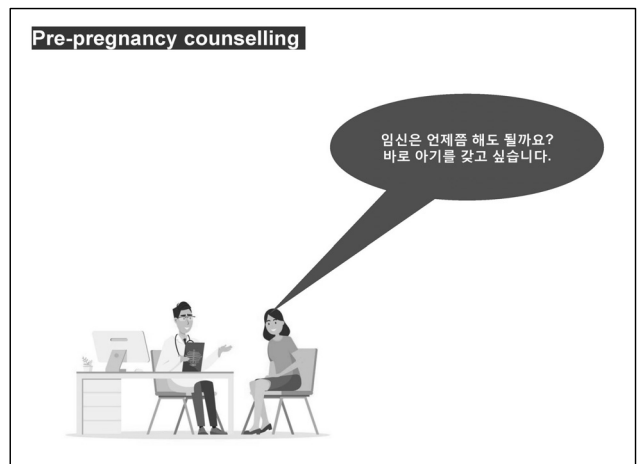 Pre-pregnancy counselling
임신은 언제쯤 해도 될까요?
바로 아기를 갖고 싶습니다.